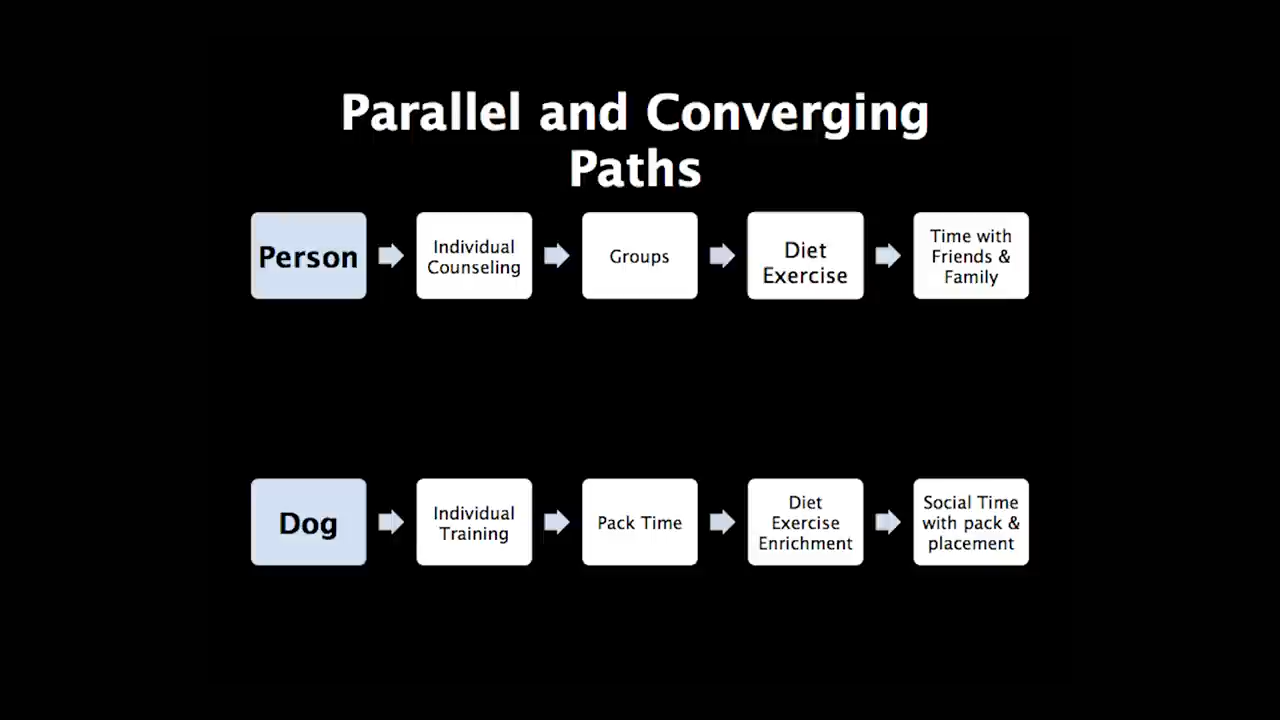 Parallel and Converging
Paths
Person
Individual
Counseling
Groups
Diet
Exercise
Time with
Friends &
Family
Dog
Individual
Training
Pack Time
Diet
Exercise
Enrichment
Social Time
with pack &
placement